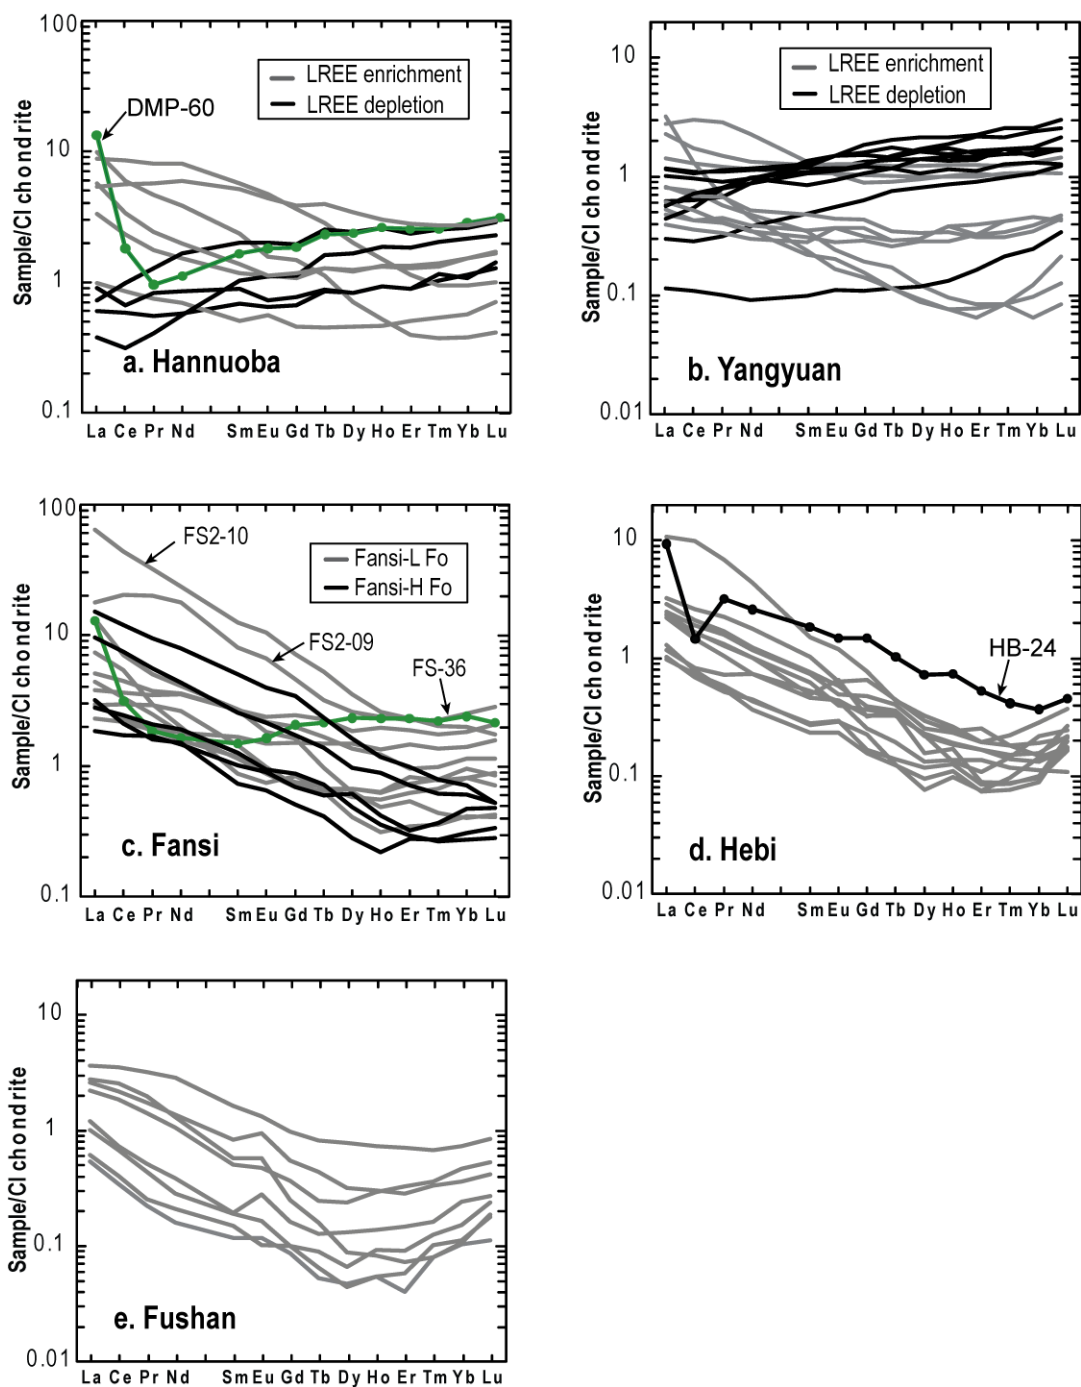 100
10
1
0.1
Sample/CI chondrite
LREE enrichment
LREE depletion
DMP-60
a. Hannuoba
La Ce Pr Nd Sm Eu Gd Tb Dy Ho Er Tm Yb Lu
10
1
0.1
0.01
Sample/CI chondrite
LREE enrichment
LREE depletion
b. Yangyuan
La Ce Pr Nd Sm Eu Gd Tb Dy Ho Er Tm Yb Lu
100
10
1
0.1
Sample/CI chondrite
FS2-10
Fansi-L Fo
Fansi-H Fo
FS2-09
FS-36
c. Fansi
La Ce Pr Nd Sm Eu Gd Tb Dy Ho Er Tm Yb Lu
10
1
0.1
0.01
Sample/CI chondrite
HB-24
d. Hebi
La Ce Pr Nd Sm Eu Gd Tb Dy Ho Er Tm Yb Lu
10
1
0.1
0.01
Sample/CI chondrite
e. Fushan
La Ce Pr Nd Sm Eu Gd Tb Dy Ho Er Tm Yb Lu